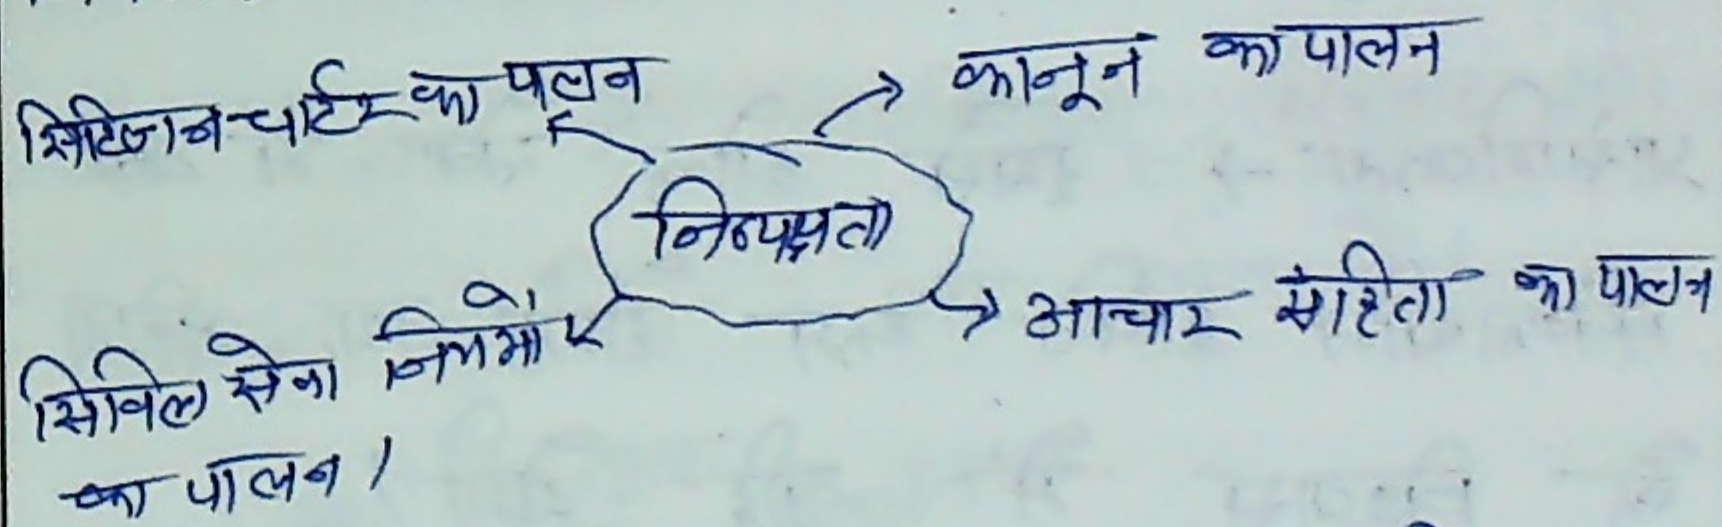 सिटिजन चार्टर का पालन
कानून का पालन
निष्पक्षता
आचार संहिता का पालन
सिविल सेवा नियमों
का पालन।